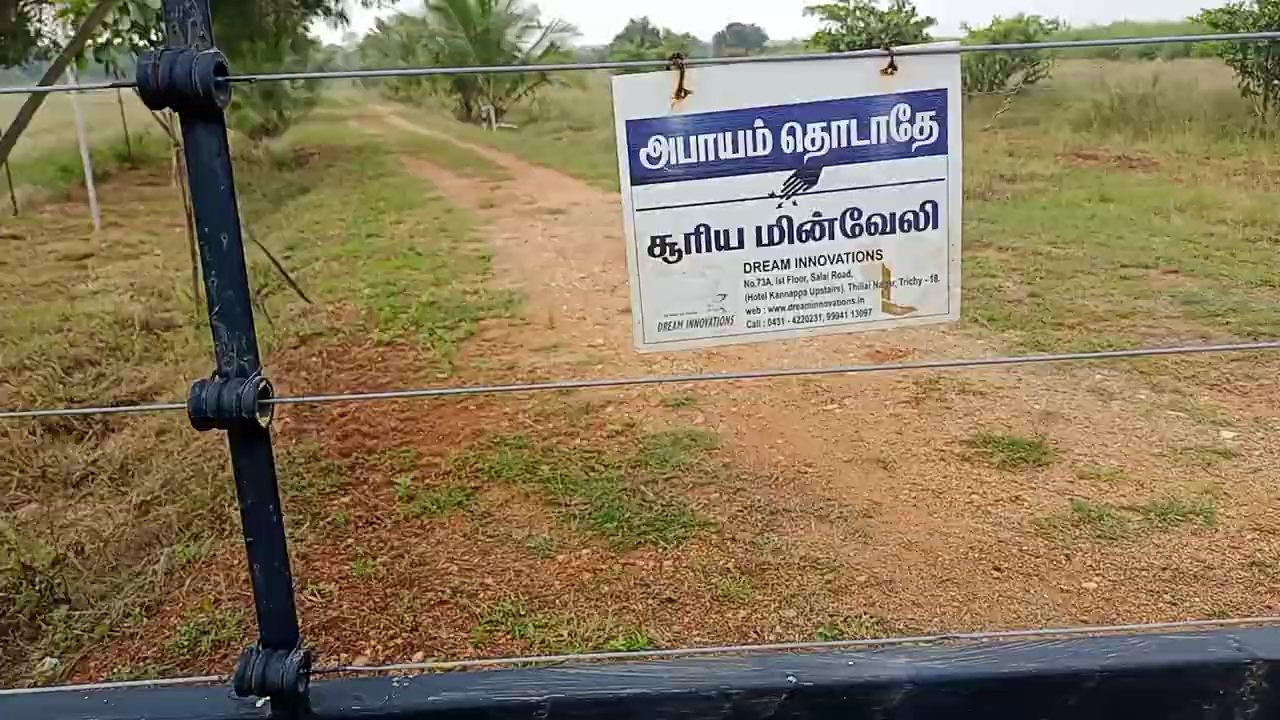 அபாயம் தொடாதே
சூரிய மின்வேலி
DREAM INNOVATIONS
No.73A, Ist Floor, Salai Road,
(Hotel Kannappa Upstairs), Thillai Nagar, Trichy - 18.
web : www.dreaminnovations.in
Call : 0431 - 4220231, 99941 13097
DREAM INNOVATIONS